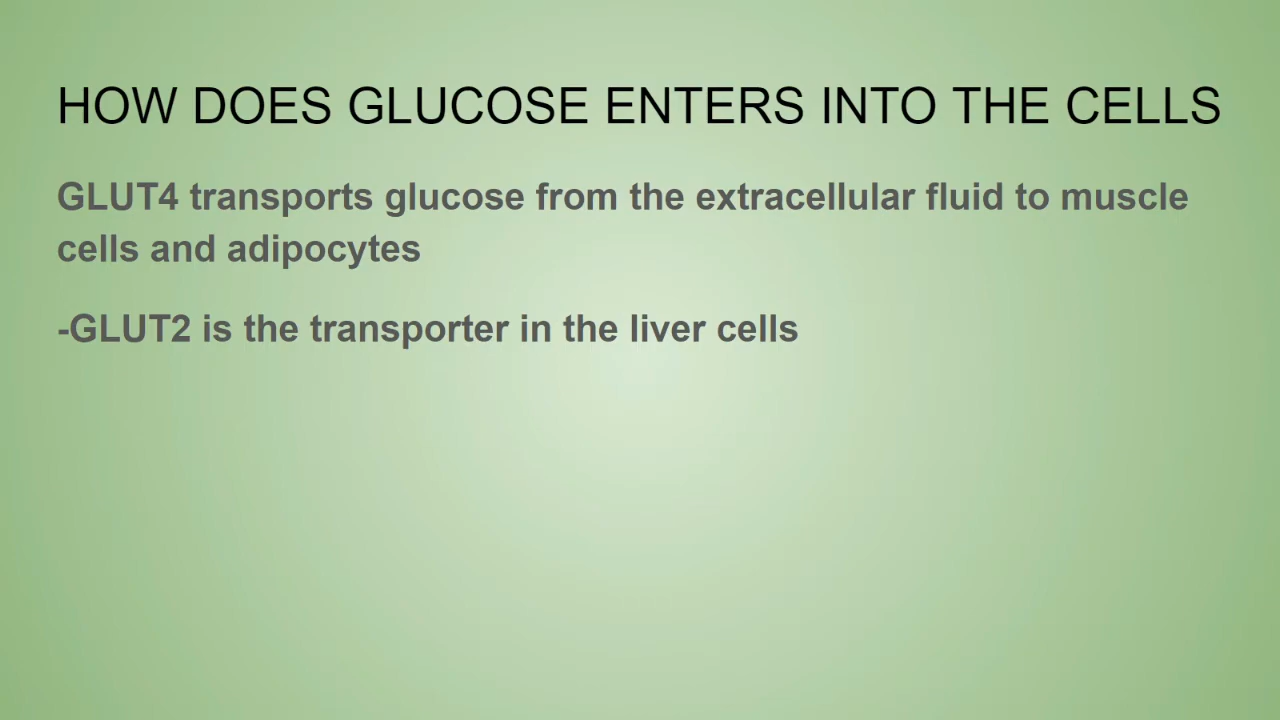 HOW DOES GLUCOSE ENTERS INTO THE CELLS
GLUT4 transports glucose from the extracellular fluid to muscle
cells and adipocytes
-GLUT2 is the transporter in the liver cells